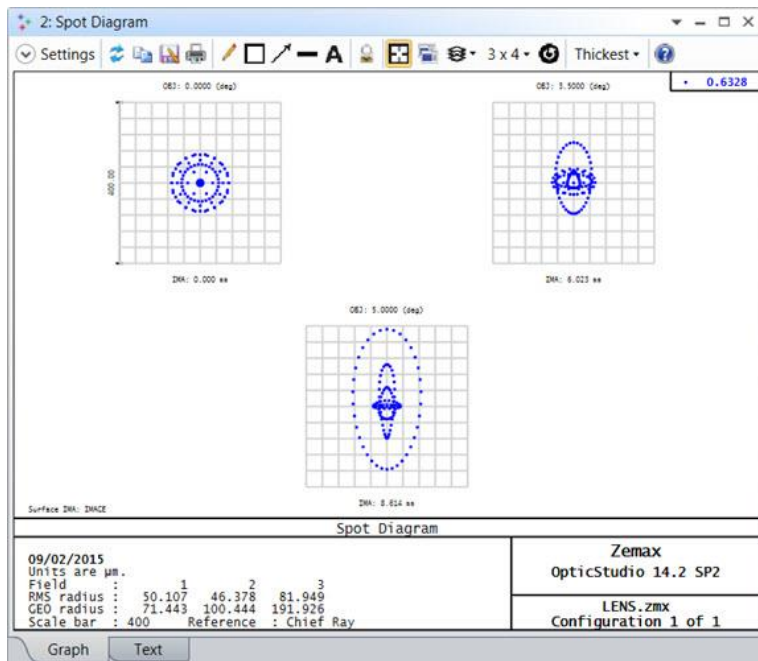 2: Spot Diagram
Settings 3 x 4 Thickest
0.6328
OBJ: 0.0000 (deg)
OBJ: 3.5000 (deg)
400.00
IMA: 0.000 mm
IMA: 6.023 mm
OBJ: 5.0000 (deg)
IMA: 8.614 mm
Surface IMA: IMAGE
Spot Diagram
09/02/2015
Units are µm.
Field : 1 2 3
RMS radius : 50.107 46.378 81.949
GEO radius : 71.443 100.444 191.926
Scale bar : 400 Reference : Chief Ray
Zemax
OpticStudio 14.2 SP2
LENS.zmx
Configuration 1 of 1
Graph Text